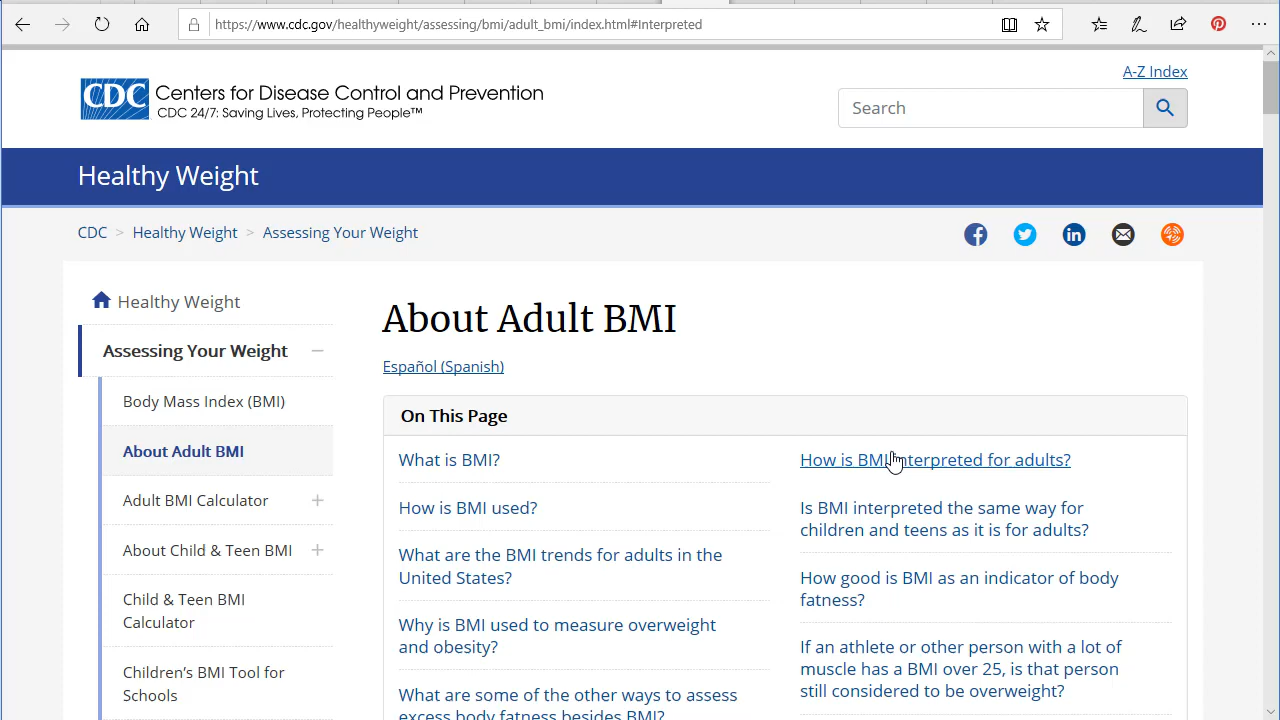 https://www.cdc.gov/healthyweight/assessing/bmi/adult_bmi/index.html#Interpreted
A-Z Index
CDC
Centers for Disease Control and Prevention
CDC 24/7: Saving Lives, Protecting People™
Search
Healthy Weight
CDC > Healthy Weight > Assessing Your Weight
Healthy Weight
Assessing Your Weight
Body Mass Index (BMI)
About Adult BMI
Adult BMI Calculator
About Child & Teen BMI
Child & Teen BMI
Calculator
Children's BMI Tool for
Schools
About Adult BMI
Español (Spanish)
On This Page
What is BMI?
How is BMI used?
What are the BMI trends for adults in the
United States?
Why is BMI used to measure overweight
and obesity?
What are some of the other ways to assess
excess body fatness besides BMI?
How is BMI interpreted for adults?
Is BMI interpreted the same way for
children and teens as it is for adults?
How good is BMI as an indicator of body
fatness?
If an athlete or other person with a lot of
muscle has a BMI over 25, is that person
still considered to be overweight?